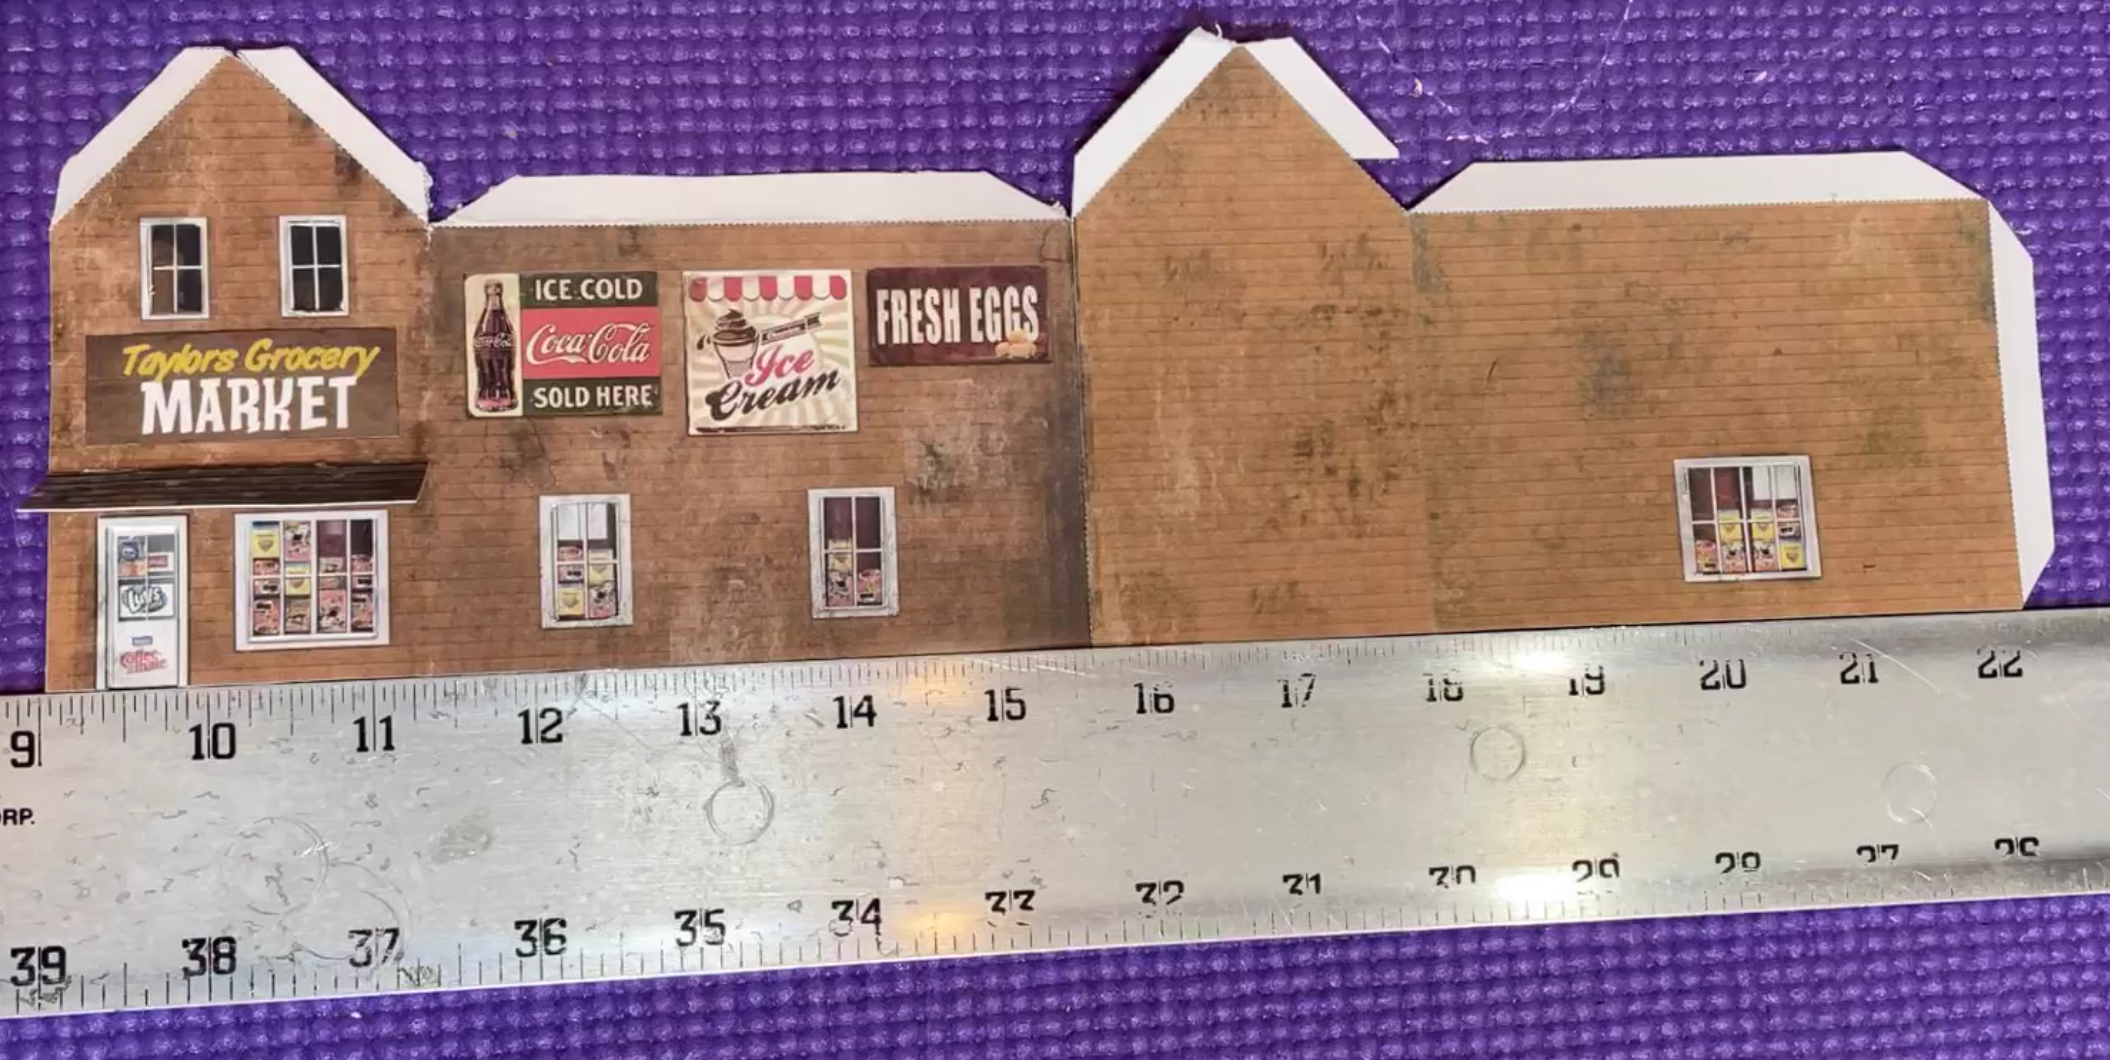 Taylors Grocery
MARKET
ICE COLD
Coca-Cola
SOLD HERE
Ice
Cream
FRESH EGGS
9 10 11 12 13 14 15 16 17 18 19 20 21 22
ORP.
39 38 37 36 35 34 33 32 31 30 29 28 27 26